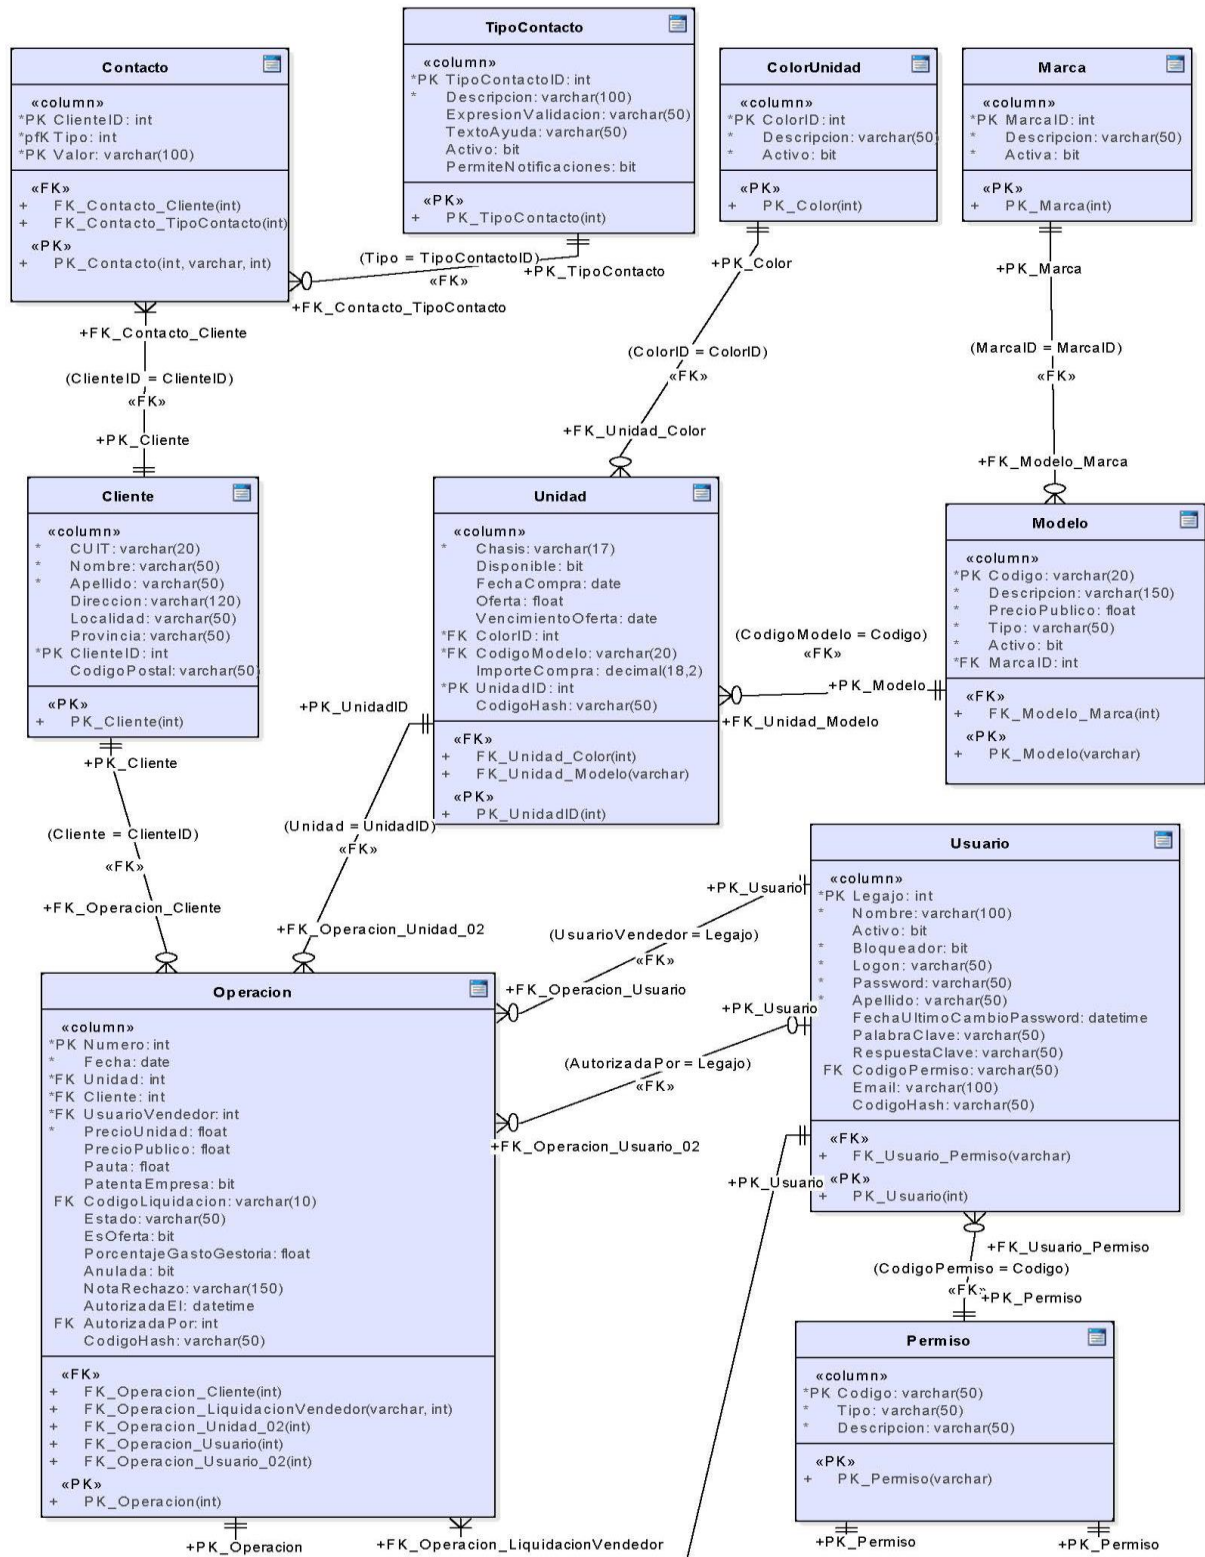 TipoContacto
«column»
*PK TipoContactoID: int
* Descripcion: varchar(100)
ExpresionValidacion: varchar(50)
TextoAyuda: varchar(50)
Activo: bit
PermiteNotificaciones: bit
«PK»
+ PK_TipoContacto(int)
Contacto
«column»
*PK ClienteID: int
*pfK Tipo: int
*PK Valor: varchar(100)
«FK»
+ FK_Contacto_Cliente(int)
+ FK_Contacto_TipoContacto(int)
«PK»
+ PK_Contacto(int, varchar, int)
ColorUnidad
«column»
*PK ColorID: int
* Descripcion: varchar(50)
* Activo: bit
«PK»
+ PK_Color(int)
Marca
«column»
*PK MarcaID: int
* Descripcion: varchar(50)
* Activa: bit
«PK»
+ PK_Marca(int)
(Tipo = TipoContactoID)
«FK»
+PK_TipoContacto
+FK_Contacto_TipoContacto
+PK_Color
(ColorID = ColorID)
«FK»
+FK_Unidad_Color
+PK_Marca
(MarcaID = MarcaID)
«FK»
+FK_Modelo_Marca
+FK_Contacto_Cliente
(ClienteID = ClienteID)
«FK»
+PK_Cliente
Cliente
«column»
* CUIT: varchar(20)
* Nombre: varchar(50)
* Apellido: varchar(50)
Direccion: varchar(120)
Localidad: varchar(50)
Provincia: varchar(50)
*PK ClienteID: int
CodigoPostal: varchar(50)
«PK»
+ PK_Cliente(int)
Unidad
«column»
* Chasis: varchar(17)
Disponible: bit
FechaCompra: date
Oferta: float
VencimientoOferta: date
*FK ColorID: int
*FK CodigoModelo: varchar(20)
ImporteCompra: decimal(18,2)
*PK UnidadID: int
CodigoHash: varchar(50)
«FK»
+ FK_Unidad_Color(int)
+ FK_Unidad_Modelo(varchar)
«PK»
+ PK_UnidadID(int)
Modelo
«column»
*PK Codigo: varchar(20)
* Descripcion: varchar(150)
* PrecioPublico: float
* Tipo: varchar(50)
* Activo: bit
*FK MarcaID: int
«FK»
+ FK_Modelo_Marca(int)
«PK»
+ PK_Modelo(varchar)
(CodigoModelo = Codigo)
«FK»
+PK_Modelo
+FK_Unidad_Modelo
+PK_UnidadID
(Unidad = UnidadID)
«FK»
+FK_Operacion_Unidad_02
+PK_Cliente
(Cliente = ClienteID)
«FK»
+FK_Operacion_Cliente
Usuario
«column»
*PK Legajo: int
* Nombre: varchar(100)
Activo: bit
* Bloqueador: bit
* Logon: varchar(50)
* Password: varchar(50)
* Apellido: varchar(50)
FechaUltimoCambioPassword: datetime
PalabraClave: varchar(50)
RespuestaClave: varchar(50)
FK CodigoPermiso: varchar(50)
Email: varchar(100)
CodigoHash: varchar(50)
«FK»
+ FK_Usuario_Permiso(varchar)
«PK»
+ PK_Usuario(int)
+PK_Usuario
(UsuarioVendedor = Legajo)
«FK»
+FK_Operacion_Usuario
+PK_Usuario
(AutorizadaPor = Legajo)
«FK»
+FK_Operacion_Usuario_02
+PK_Usuario
Operacion
«column»
*PK Numero: int
* Fecha: date
*FK Unidad: int
*FK Cliente: int
*FK UsuarioVendedor: int
* PrecioUnidad: float
PrecioPublico: float
Pauta: float
PatentaEmpresa: bit
FK CodigoLiquidacion: varchar(10)
Estado: varchar(50)
EsOferta: bit
PorcentajeGastoGestoria: float
Anulada: bit
NotaRechazo: varchar(150)
AutorizadaEl: datetime
FK AutorizadaPor: int
CodigoHash: varchar(50)
«FK»
+ FK_Operacion_Cliente(int)
+ FK_Operacion_LiquidacionVendedor(varchar, int)
+ FK_Operacion_Unidad_02(int)
+ FK_Operacion_Usuario(int)
+ FK_Operacion_Usuario_02(int)
«PK»
+ PK_Operacion(int)
+FK_Usuario_Permiso
(CodigoPermiso = Codigo)
«FK»
+PK_Permiso
Permiso
«column»
*PK Codigo: varchar(50)
* Tipo: varchar(50)
* Descripcion: varchar(50)
«PK»
+ PK_Permiso(varchar)
+PK_Operacion
+FK_Operacion_LiquidacionVendedor
+PK_Permiso
+PK_Permiso